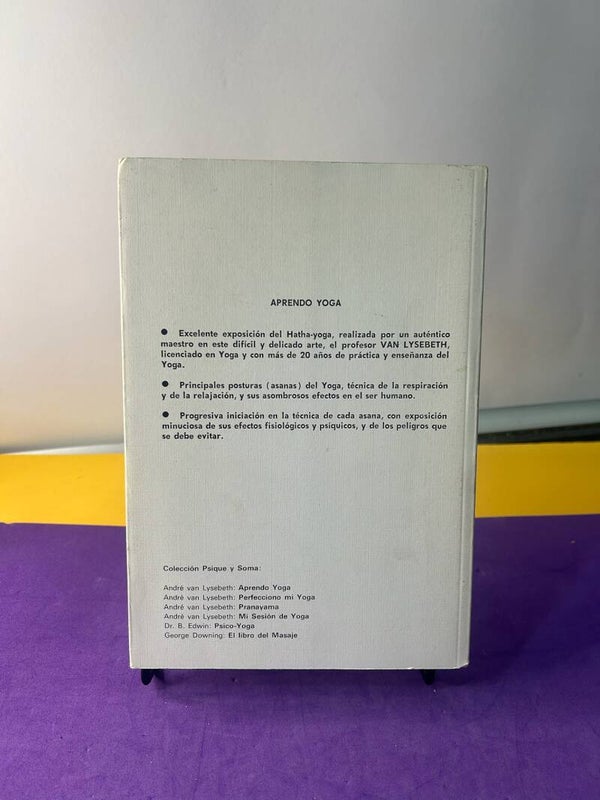 APRENDO YOGA
● Excelente exposición del Hatha-yoga, realizada por un auténtico
maestro en este difícil y delicado arte, el profesor VAN LYSEBETH,
licenciado en Yoga y con más de 20 años de práctica y enseñanza del
Yoga.
● Principales posturas (asanas) del Yoga, técnica de la respiración
y de la relajación, y sus asombrosos efectos en el ser humano.
● Progresiva iniciación en la técnica de cada asana, con exposición
minuciosa de sus efectos fisiológicos y psíquicos, y de los peligros que
se debe evitar.
Colección Psique y Soma:
André van Lysebeth: Aprendo Yoga
André van Lysebeth: Perfecciono mi Yoga
André van Lysebeth: Pranayama
André van Lysebeth: Mi Sesión de Yoga
Dr. B. Edwin: Psico-Yoga
George Downing: El libro del Masaje